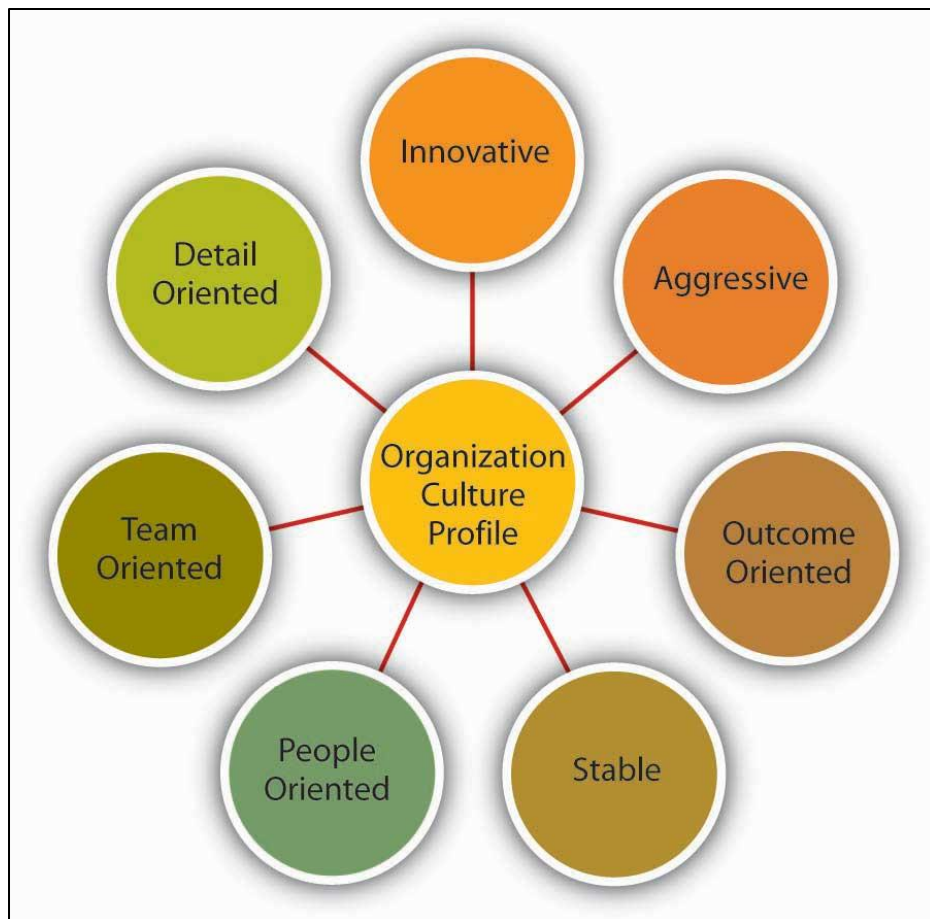 Innovative
Aggressive
Outcome
Oriented
Stable
People
Oriented
Team
Oriented
Detail
Oriented
Organization
Culture
Profile